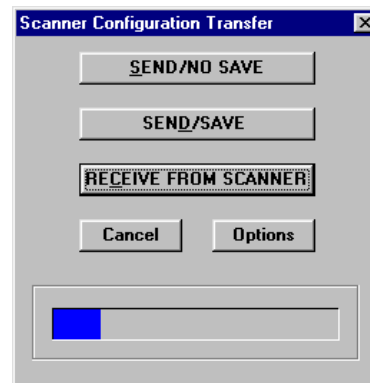 Scanner Configuration Transfer
SEND/NO SAVE
SEND/SAVE
RECEIVE FROM SCANNER
Cancel Options